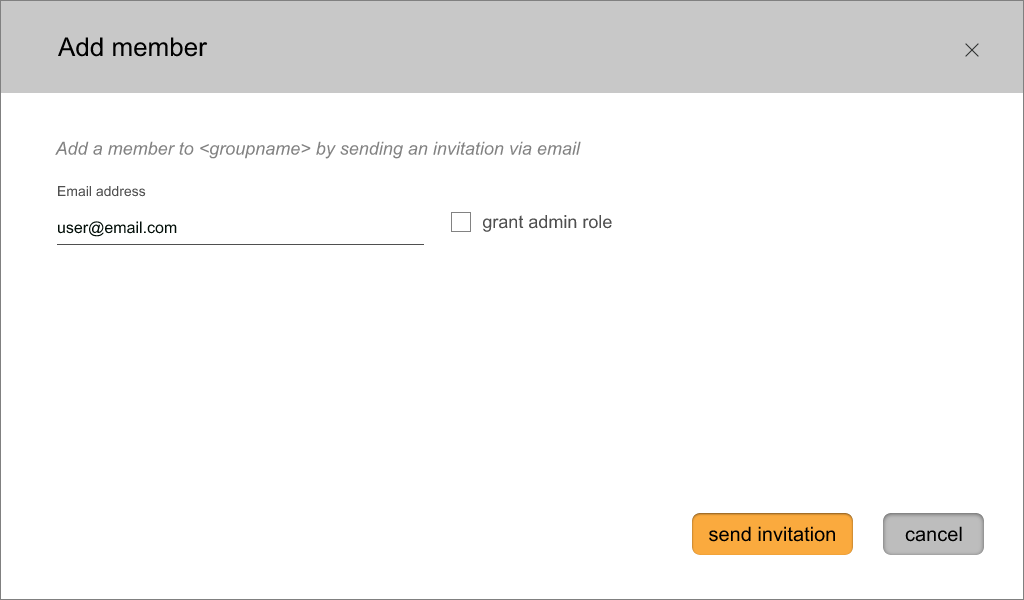 Add member
Add a member to <groupname> by sending an invitation via email
Email address
user@email.com
grant admin role
send invitation
cancel